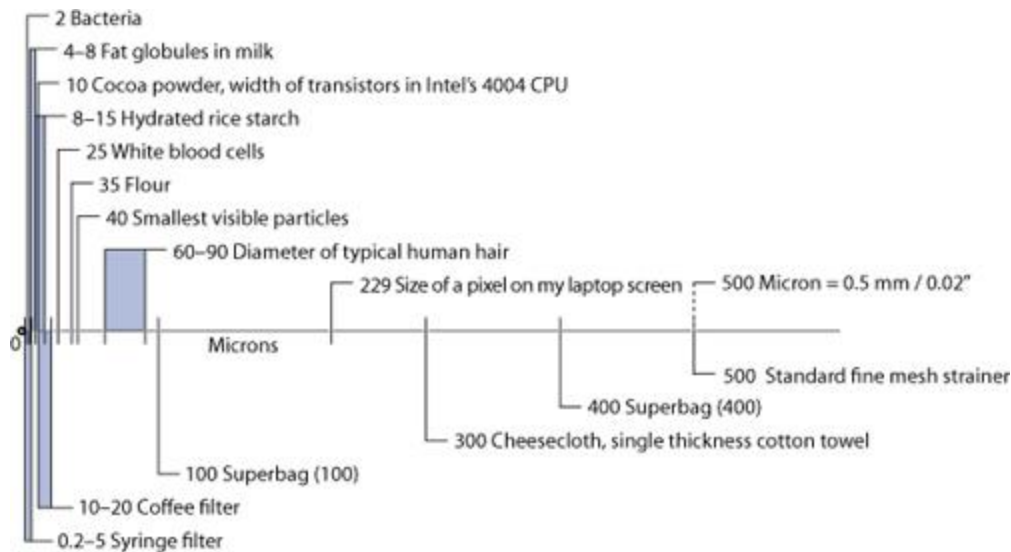 2 Bacteria
4–8 Fat globules in milk
10 Cocoa powder, width of transistors in Intel's 4004 CPU
8–15 Hydrated rice starch
25 White blood cells
35 Flour
40 Smallest visible particles
60–90 Diameter of typical human hair
229 Size of a pixel on my laptop screen
500 Micron = 0.5 mm / 0.02"
0
Microns
500 Standard fine mesh strainer
400 Superbag (400)
300 Cheesecloth, single thickness cotton towel
100 Superbag (100)
10–20 Coffee filter
0.2–5 Syringe filter